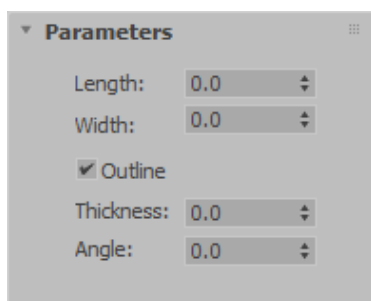 Parameters
Length: 0.0
Width: 0.0
Outline
Thickness: 0.0
Angle: 0.0